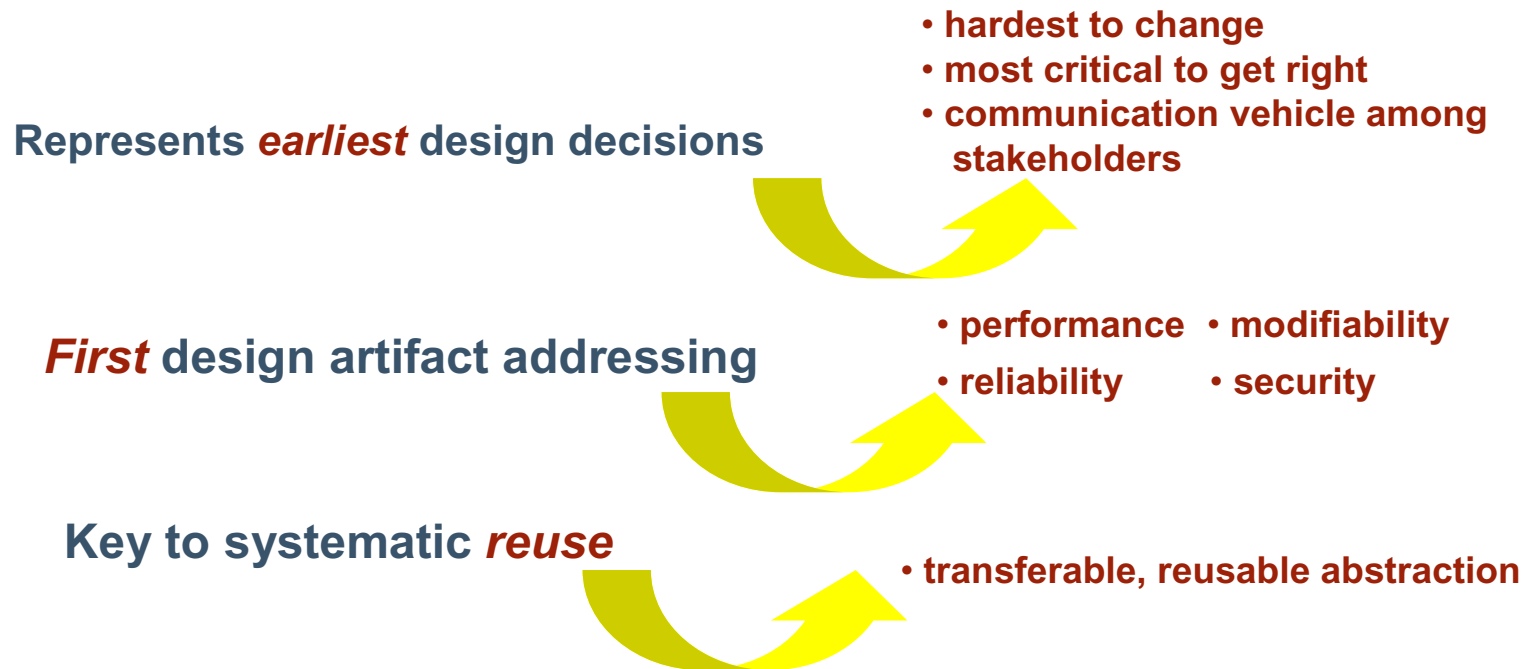 Represents earliest design decisions
• hardest to change
• most critical to get right
• communication vehicle among
stakeholders
First design artifact addressing
• performance • modifiability
• reliability • security
Key to systematic reuse
• transferable, reusable abstraction